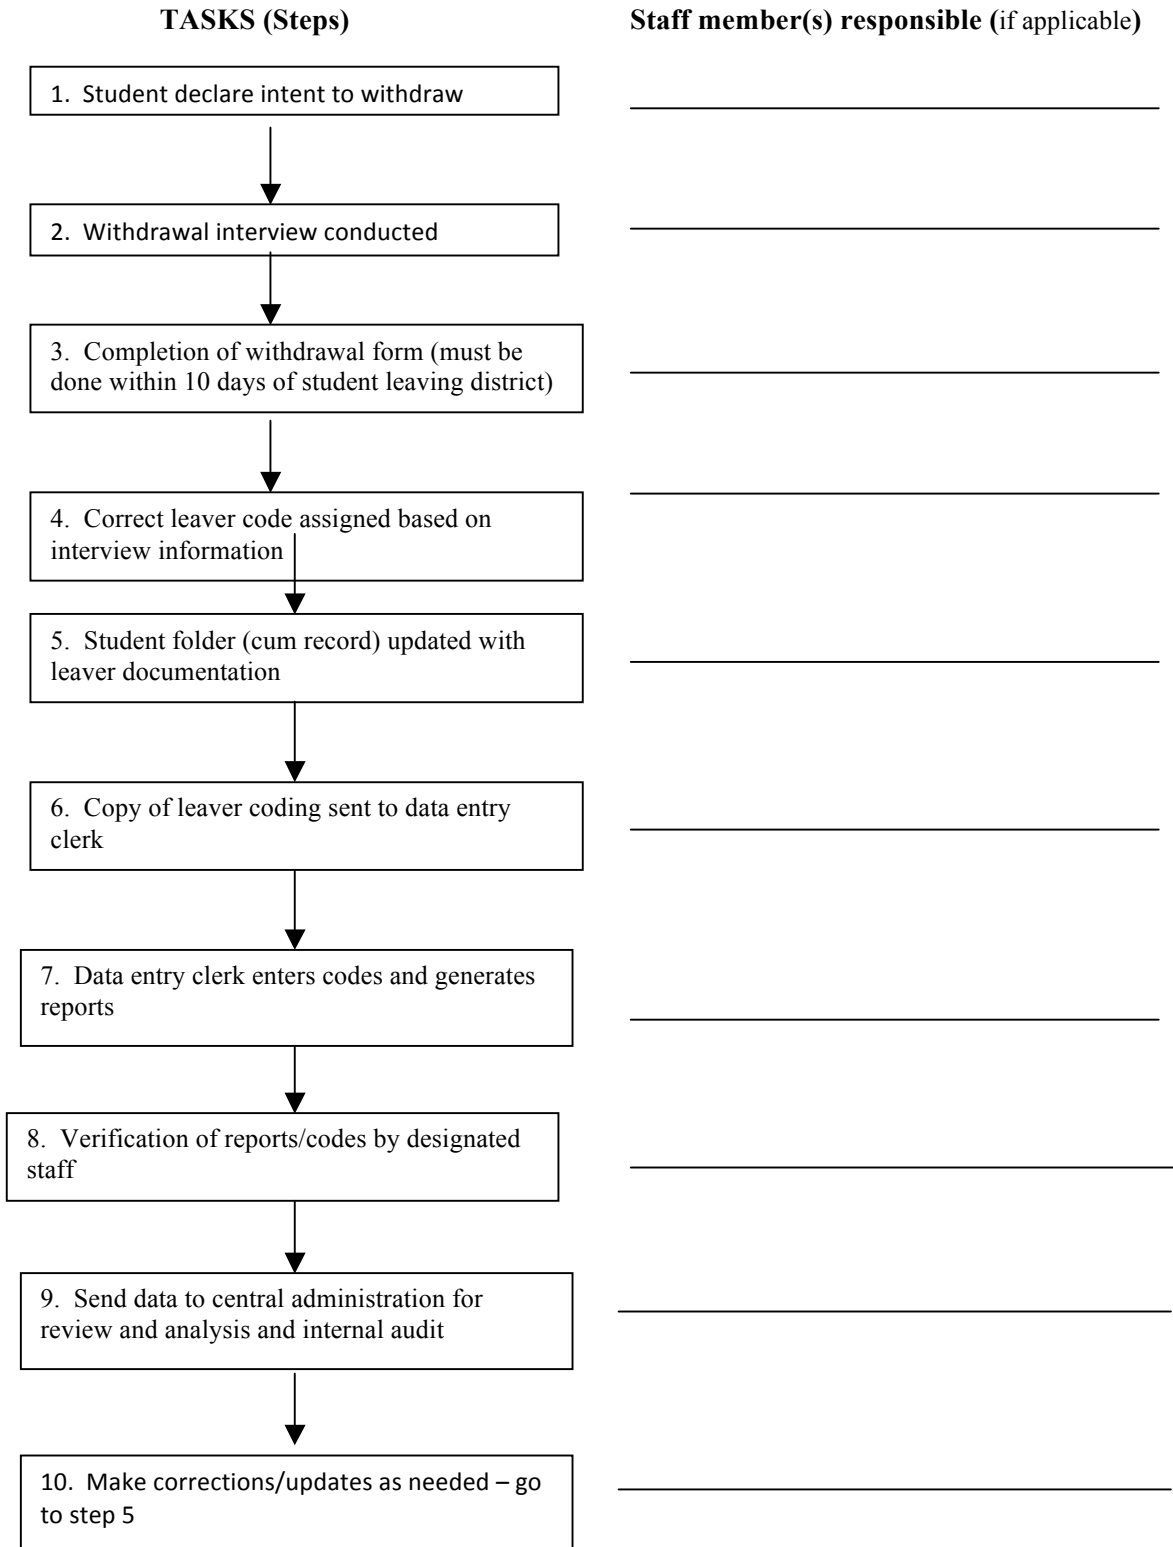 TASKS (Steps)
Staff member(s) responsible (if applicable)
1. Student declare intent to withdraw
2. Withdrawal interview conducted
3. Completion of withdrawal form (must be
done within 10 days of student leaving district)
4. Correct leaver code assigned based on
interview information
5. Student folder (cum record) updated with
leaver documentation
6. Copy of leaver coding sent to data entry
clerk
7. Data entry clerk enters codes and generates
reports
8. Verification of reports/codes by designated
staff
9. Send data to central administration for
review and analysis and internal audit
10. Make corrections/updates as needed – go
to step 5